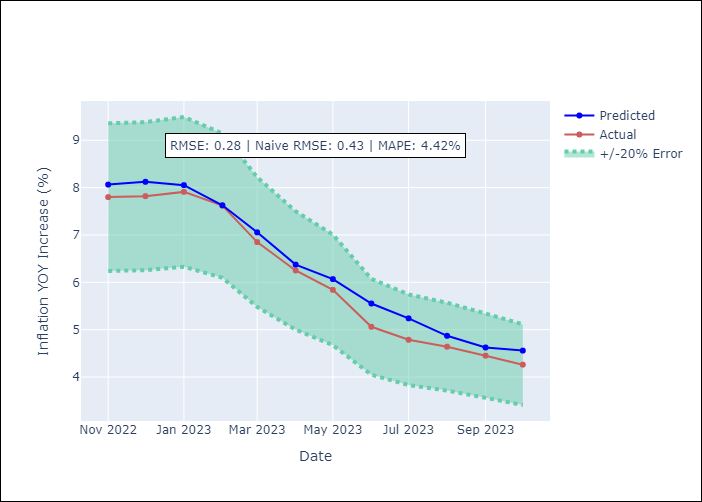 Predicted
Actual
+/-20% Error
RMSE: 0.28 | Naive RMSE: 0.43 | MAPE: 4.42%
9
8
7
6
5
4
Inflation YOY Increase (%)
Nov 2022 Jan 2023 Mar 2023 May 2023 Jul 2023 Sep 2023
Date